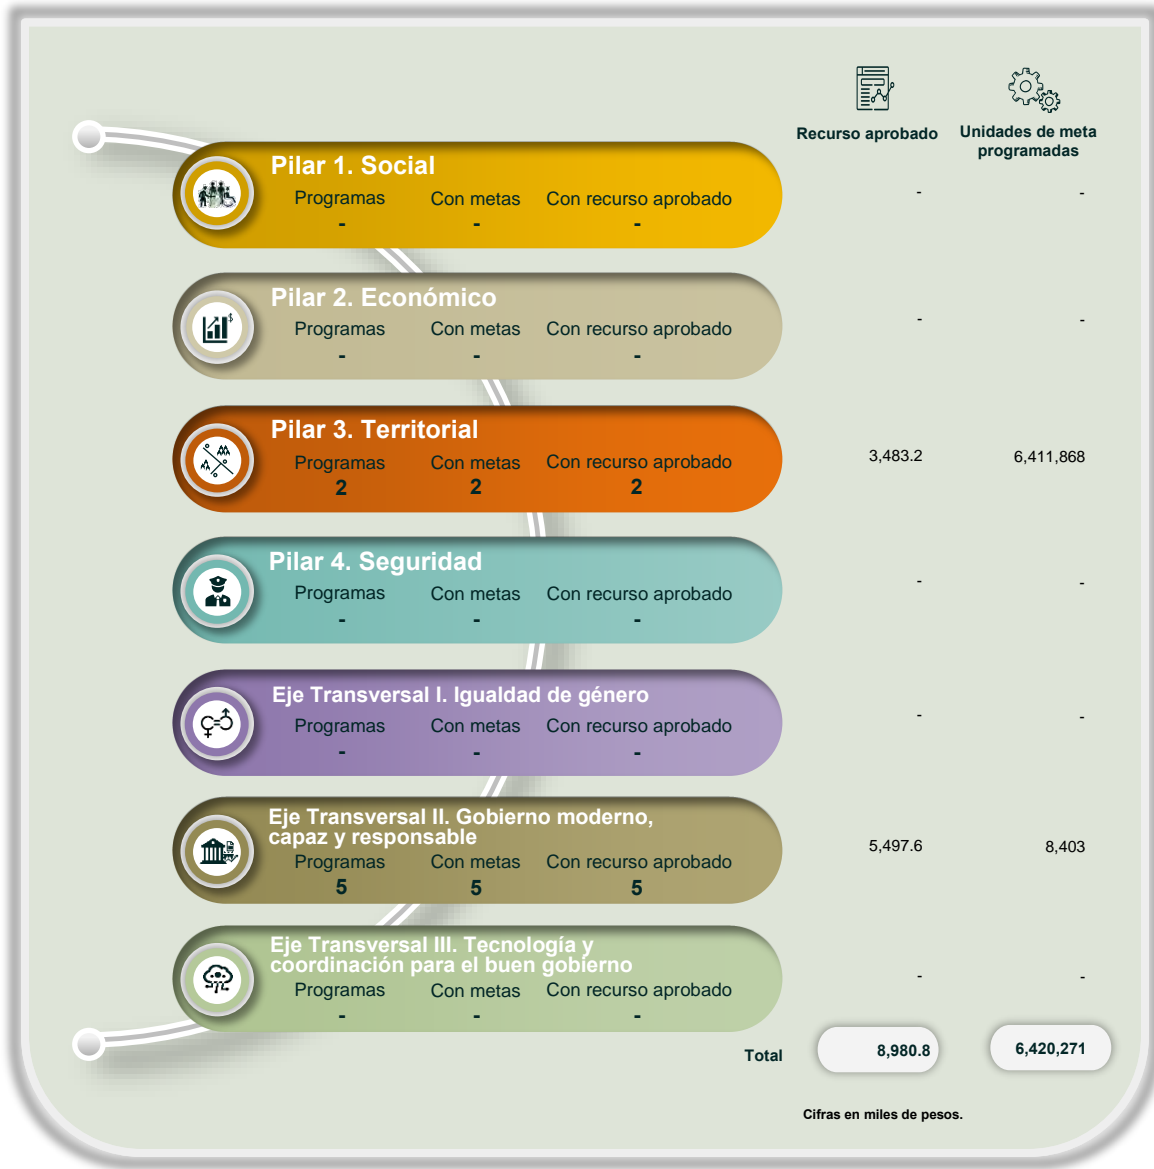 Recurso aprobado
Unidades de meta
programadas
Pilar 1. Social
Programas Con metas Con recurso aprobado
- - -
- -
Pilar 2. Económico
Programas Con metas Con recurso aprobado
- - -
- -
Pilar 3. Territorial
Programas Con metas Con recurso aprobado
2 2 2
3,483.2 6,411,868
Pilar 4. Seguridad
Programas Con metas Con recurso aprobado
- - -
- -
Eje Transversal I. Igualdad de género
Programas Con metas Con recurso aprobado
- - -
- -
Eje Transversal II. Gobierno moderno,
capaz y responsable
Programas Con metas Con recurso aprobado
5 5 5
5,497.6 8,403
Eje Transversal III. Tecnología y
coordinación para el buen gobierno
Programas Con metas Con recurso aprobado
- - -
- -
Total 8,980.8 6,420,271
Cifras en miles de pesos.